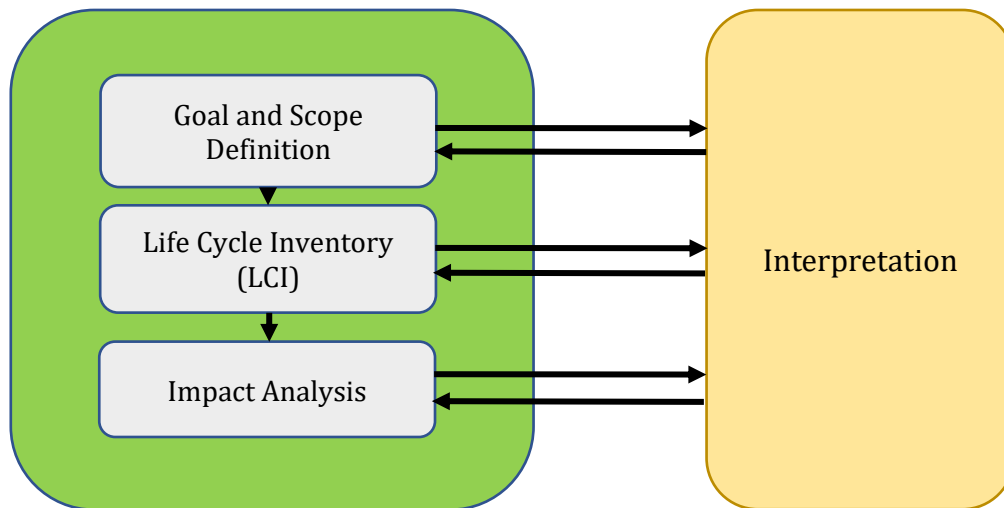 Goal and Scope
Definition
Life Cycle Inventory
(LCI)
Interpretation
Impact Analysis